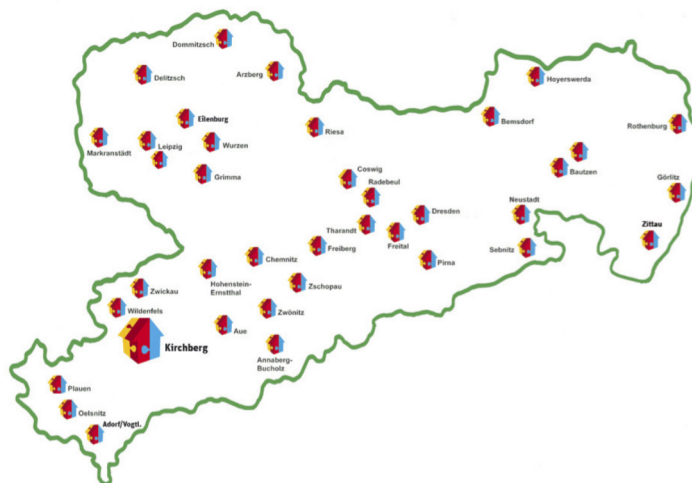 Dommitzsch
Delitzsch
Arzberg
Hoyerswerda
Eilenburg
Bernsdorf
Rothenburg
Riesa
Markranstädt
Leipzig
Wurzen
Grimma
Coswig
Radebeul
Bautzen
Görlitz
Dresden
Neustadt
Tharandt
Freital
Zittau
Freiberg
Sebnitz
Chemnitz
Pirna
Hohenstein-
Ernstthal
Zschopau
Zwickau
Wildenfels
Zwönitz
Aue
Kirchberg
Annaberg-
Bucholz
Plauen
Oelsnitz
Adorf/Vogtl.